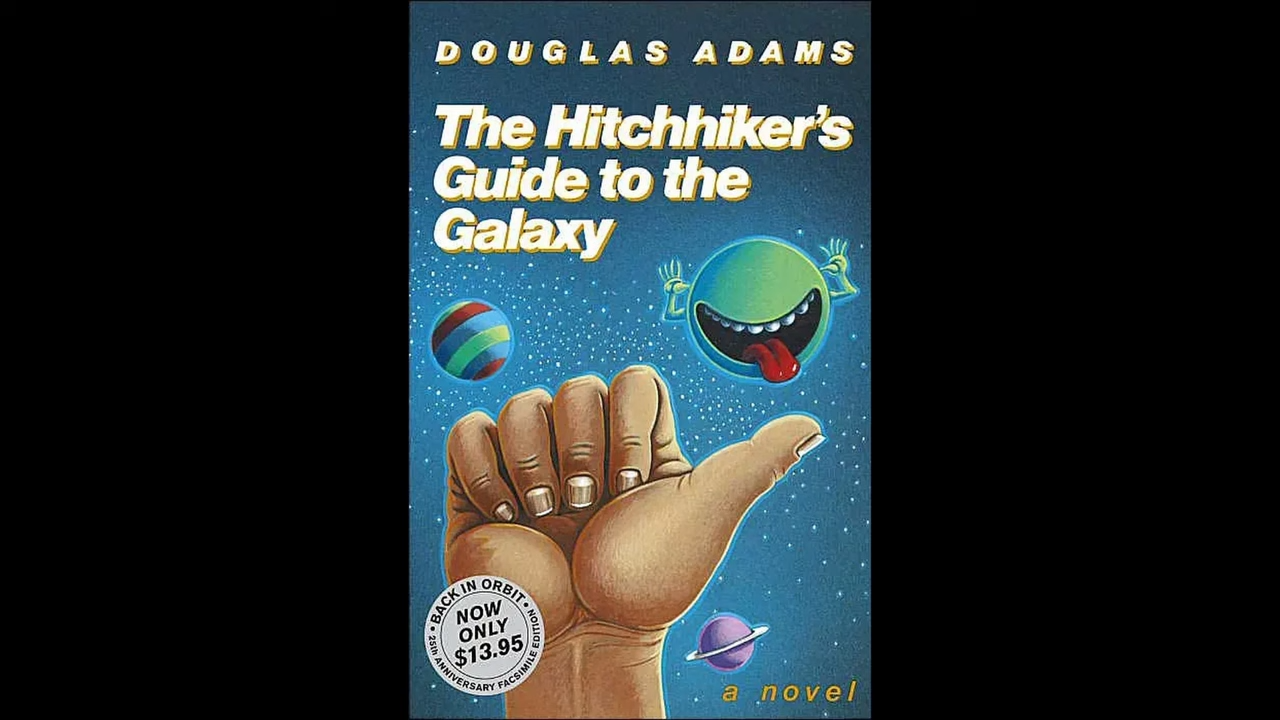 DOUGLAS ADAMS
The Hitchhiker's
Guide to the
Galaxy
BACK IN ORBIT
NOW
ONLY
$13.95
25th ANNIVERSARY FACSIMILE EDITION
a novel